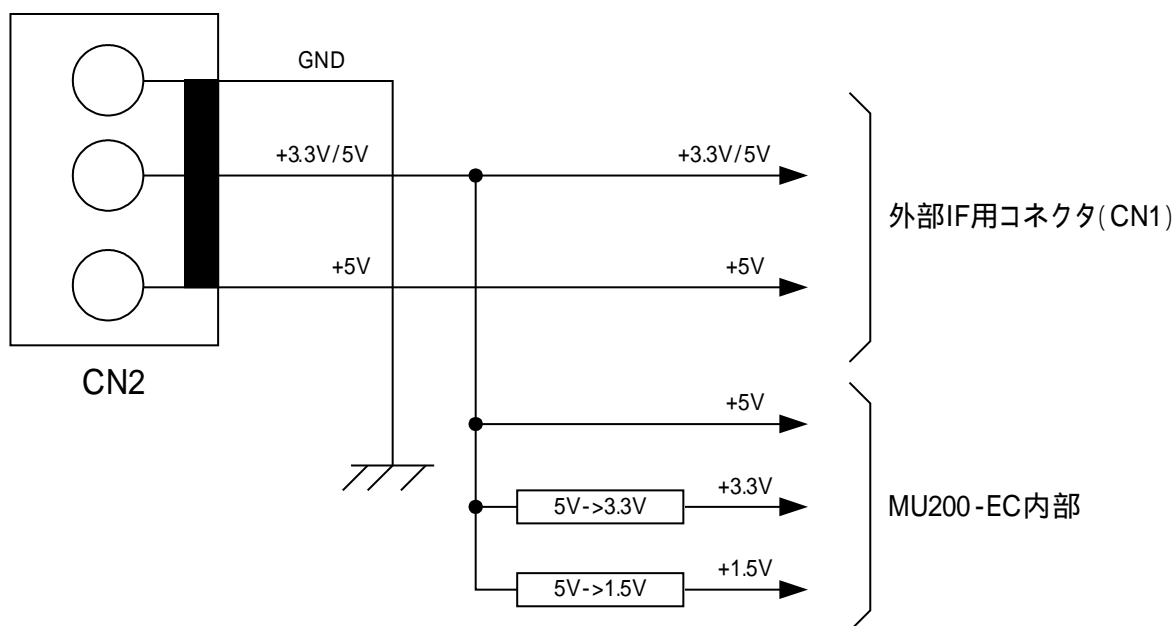 GND
+3.3V/5V
+3.3V/5V
外部IF用コネクタ(CN1)
+5V
+5V
CN2
+5V
5V->3.3V
+3.3V
MU200-EC内部
5V->1.5V
+1.5V